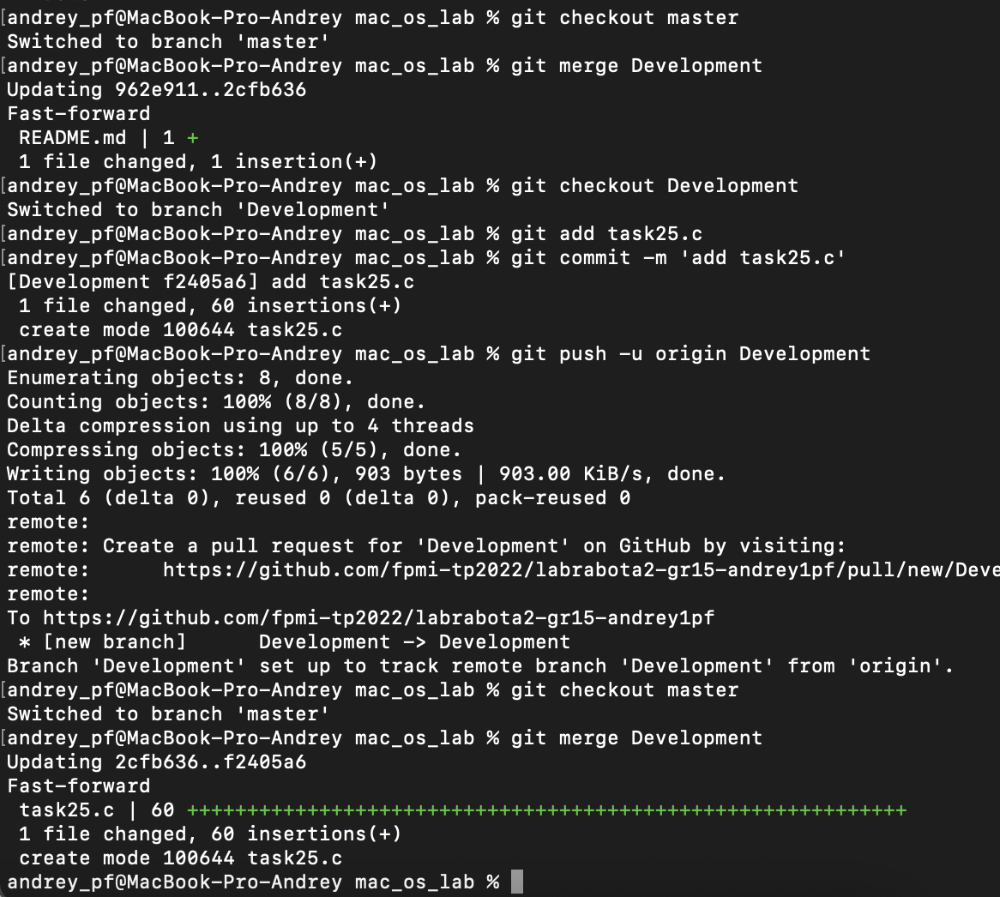 [andrey_pf@MacBook-Pro-Andrey mac_os_lab % git checkout master
Switched to branch 'master'
[andrey_pf@MacBook-Pro-Andrey mac_os_lab % git merge Development
Updating 962e911..2cfb636
Fast-forward
 README.md | 1 +
 1 file changed, 1 insertion(+)
[andrey_pf@MacBook-Pro-Andrey mac_os_lab % git checkout Development
Switched to branch 'Development'
[andrey_pf@MacBook-Pro-Andrey mac_os_lab % git add task25.c
[andrey_pf@MacBook-Pro-Andrey mac_os_lab % git commit -m 'add task25.c'
[Development f2405a6] add task25.c
 1 file changed, 60 insertions(+)
 create mode 100644 task25.c
[andrey_pf@MacBook-Pro-Andrey mac_os_lab % git push -u origin Development
Enumerating objects: 8, done.
Counting objects: 100% (8/8), done.
Delta compression using up to 4 threads
Compressing objects: 100% (5/5), done.
Writing objects: 100% (6/6), 903 bytes | 903.00 KiB/s, done.
Total 6 (delta 0), reused 0 (delta 0), pack-reused 0
remote:
remote: Create a pull request for 'Development' on GitHub by visiting:
remote:      https://github.com/fpmi-tp2022/labrabota2-gr15-andrey1pf/pull/new/Deve
remote:
To https://github.com/fpmi-tp2022/labrabota2-gr15-andrey1pf
 * [new branch]      Development -> Development
Branch 'Development' set up to track remote branch 'Development' from 'origin'.
[andrey_pf@MacBook-Pro-Andrey mac_os_lab % git checkout master
Switched to branch 'master'
[andrey_pf@MacBook-Pro-Andrey mac_os_lab % git merge Development
Updating 2cfb636..f2405a6
Fast-forward
 task25.c | 60 ++++++++++++++++++++++++++++++++++++++++++++++++++++++++++++
 1 file changed, 60 insertions(+)
 create mode 100644 task25.c
andrey_pf@MacBook-Pro-Andrey mac_os_lab %